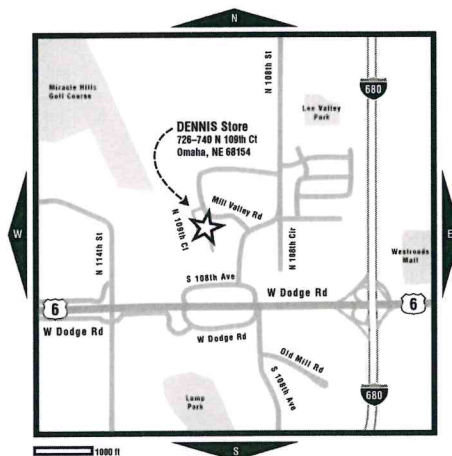 N
Miracle Hills
Golf Course
N 108th St
680
Lee Valley
Park
DENNIS Store
726–740 N 109th Ct
Omaha, NE 68154
Mill Valley Rd
N 109th Ct
W
E
N 114th St
N 108th Cir
Westroads
Mall
S 108th Ave
W Dodge Rd
6
6
W Dodge Rd
W Dodge Rd
Old Mill Rd
S 108th Ave
Lamp
Park
680
1000 ft
S